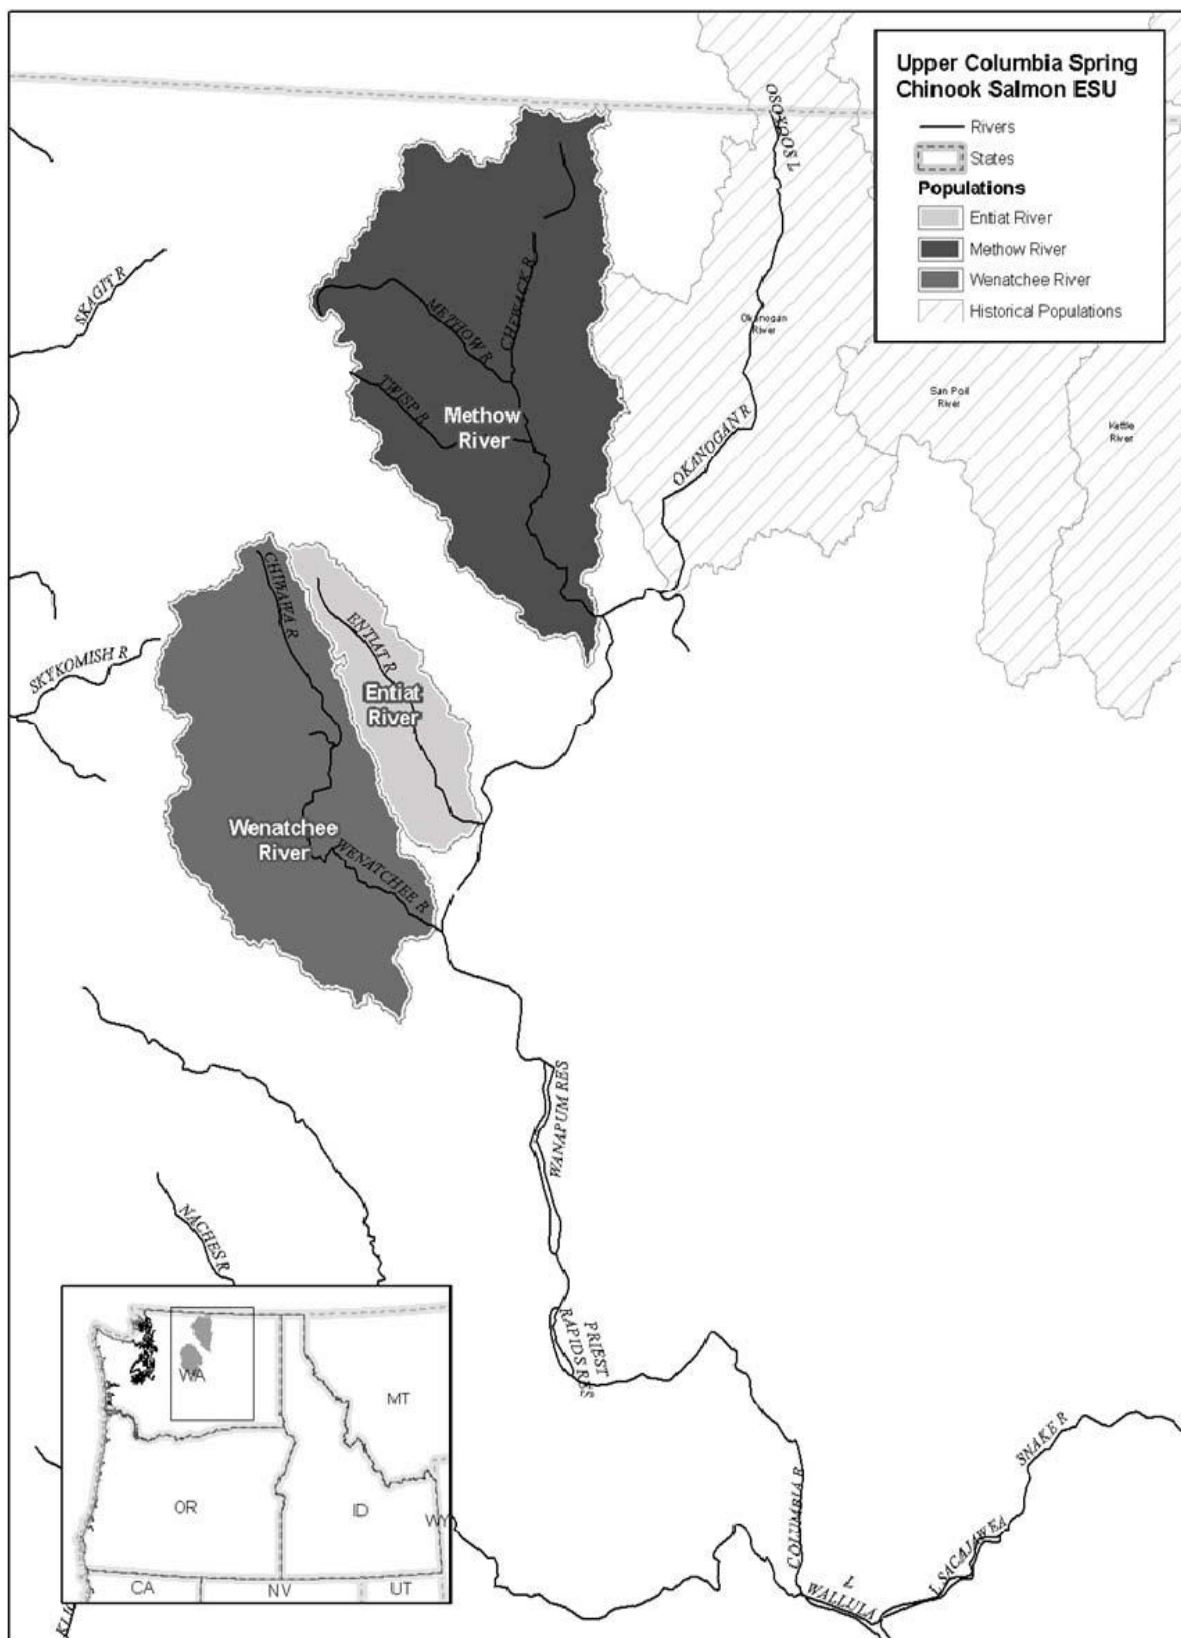 Upper Columbia Spring
Chinook Salmon ESU
Rivers
States
Populations
Entiat River
Methow River
Wenatchee River
Historical Populations
OSOYOOS L
SKAGIT R
METHOW R
CHEWACK R
TWISP R
Methow
River
Okanogan
River
OKANOGAN R
San Poil
River
Kettle
River
CHIWAWA R
ENTIAT R
Entiat
River
SKYKOMISH R
Wenatchee
River
WENATCHEE R
WANAPUM RES
NACHES R
PRIEST
RAPIDS RES
COLUMBIA R
SNAKE R
L SACAJAWEA
L
WALLULA
WA
MT
OR
ID
WY
CA
NV
UT